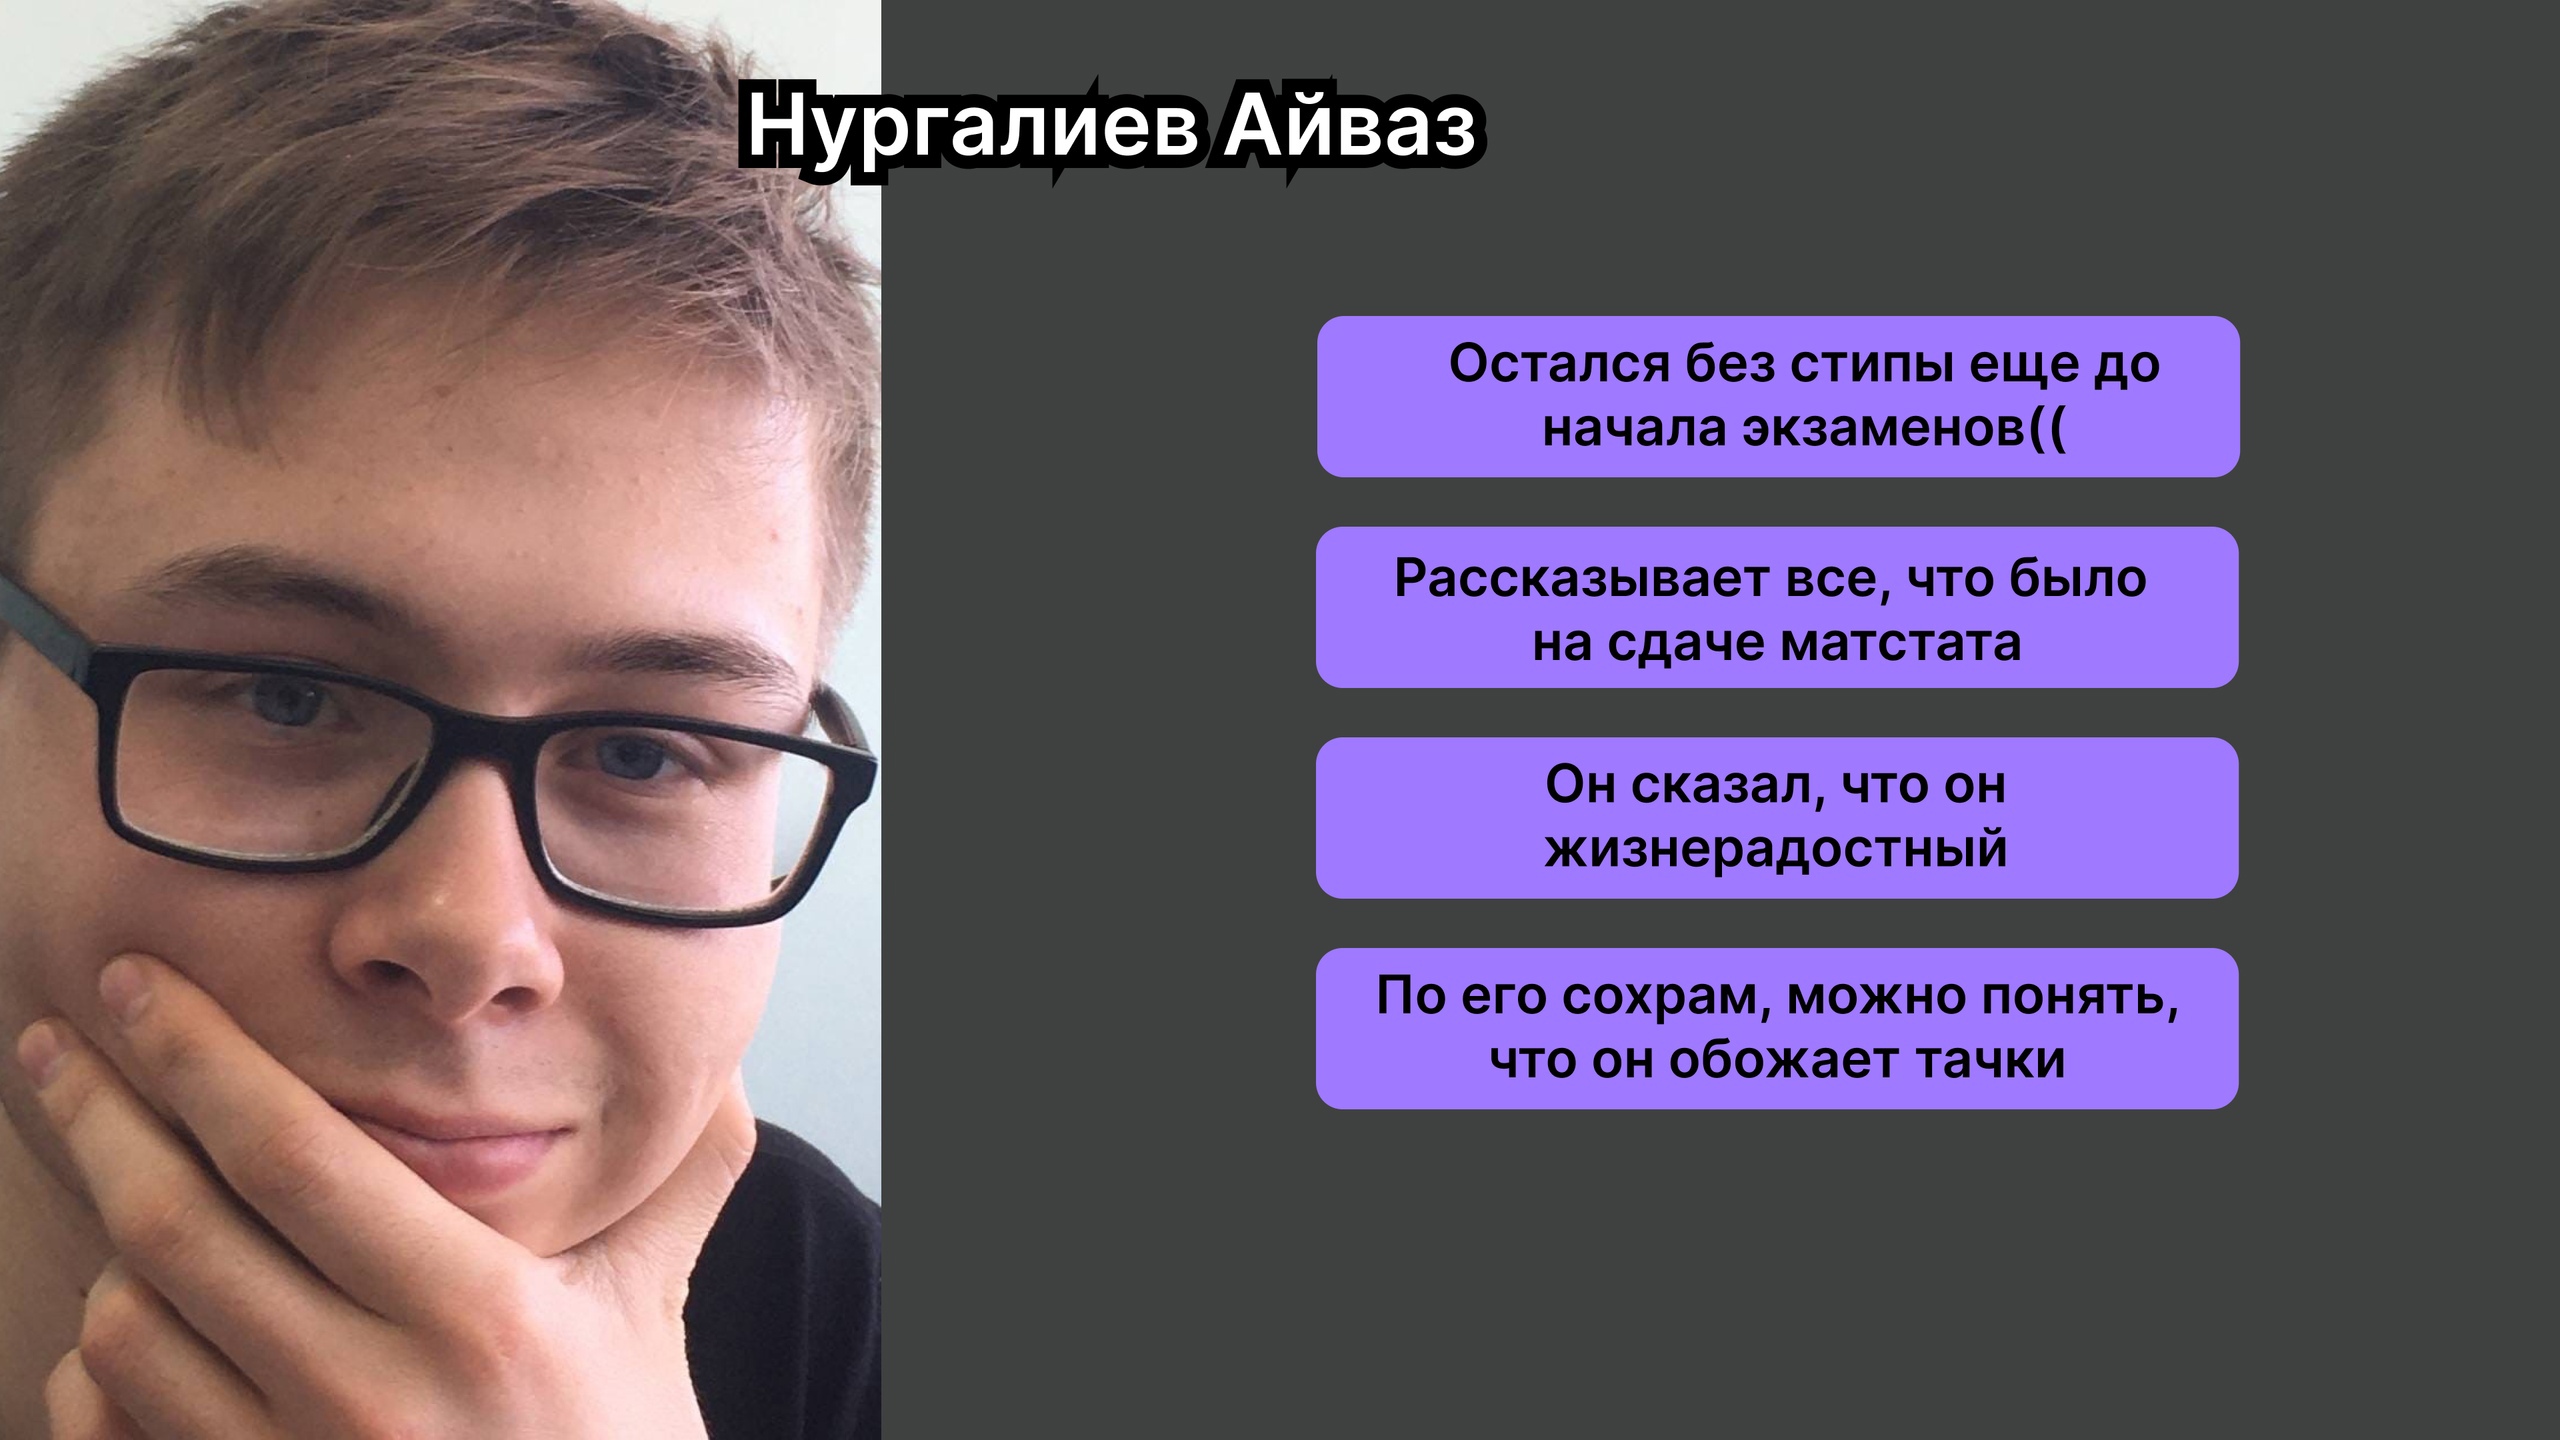 Нургалиев Айваз
Остался без стипы еще до
начала экзаменов((
Рассказывает все, что было
на сдаче матстата
Он сказал, что он
жизнерадостный
По его сохрам, можно понять,
что он обожает тачки